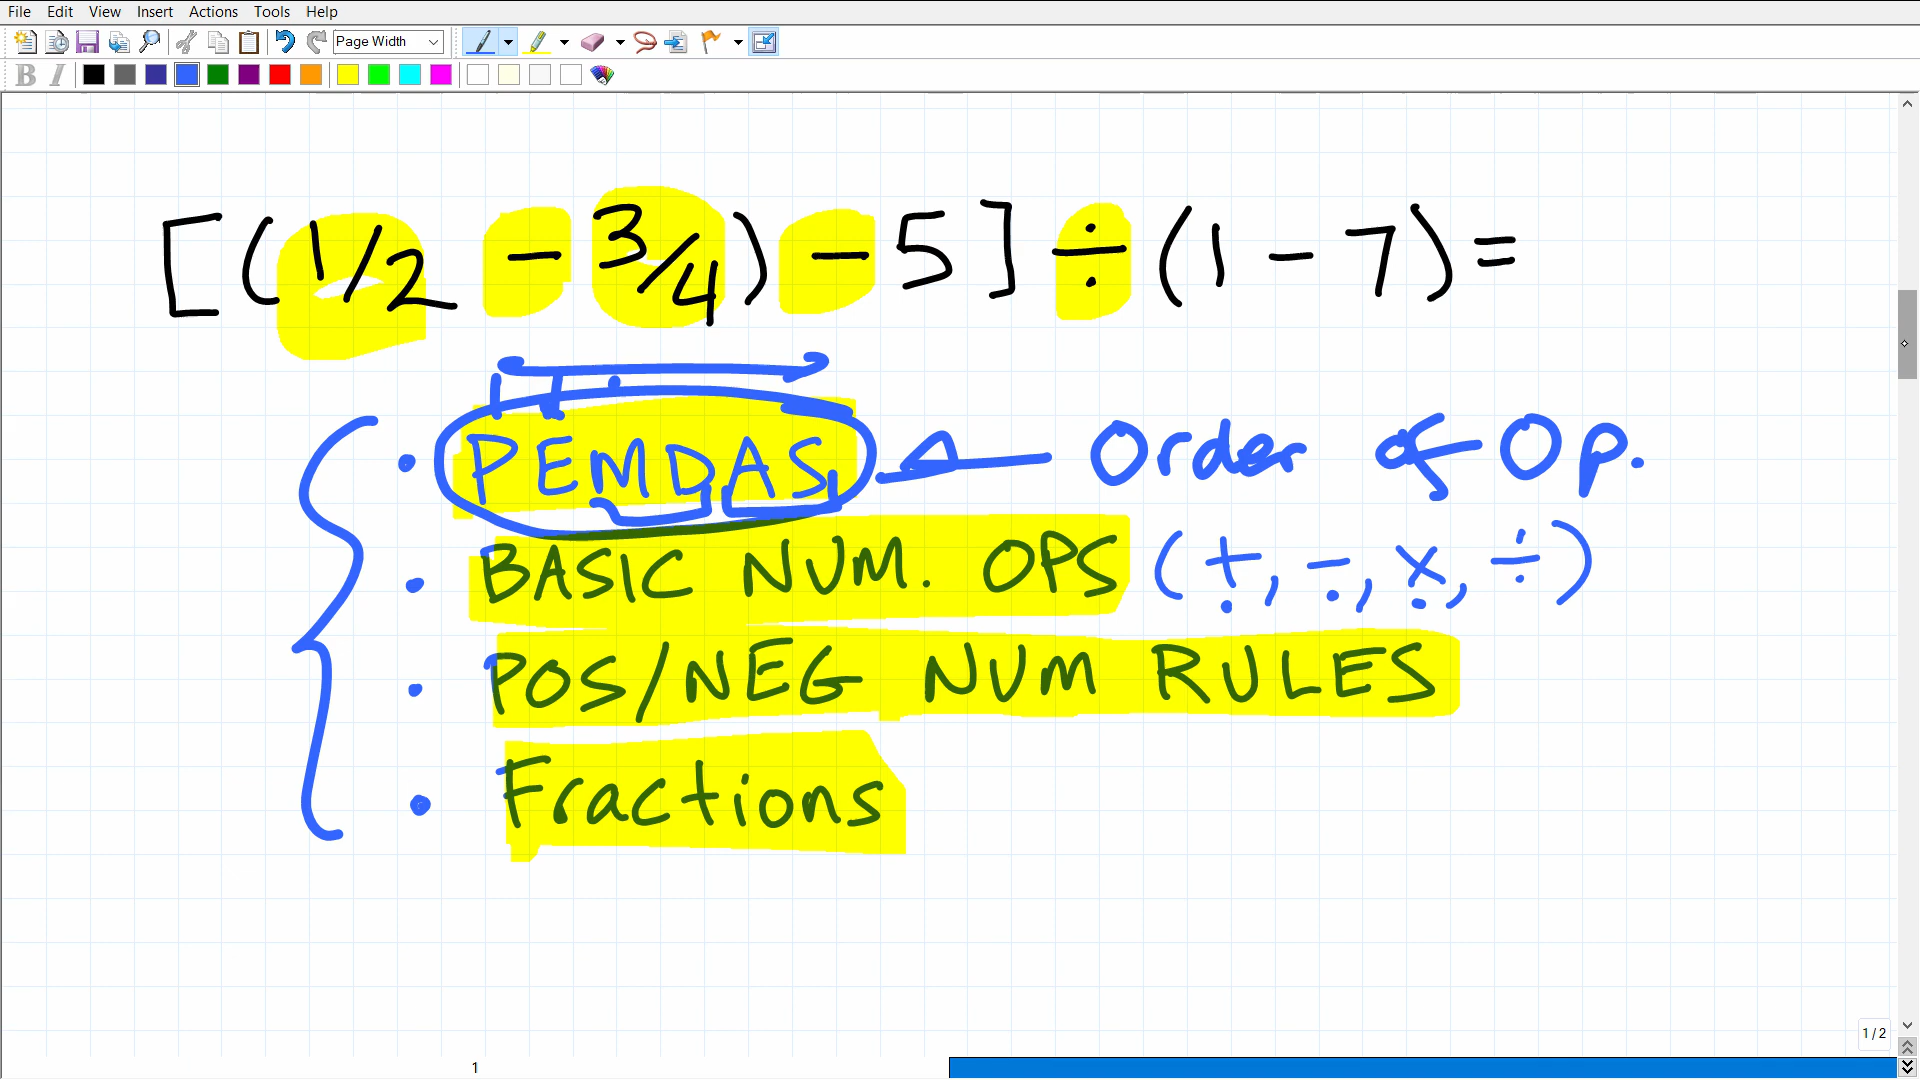 File Edit View Insert Actions Tools Help
Page Width
B I
[(1/2 - 3/4) - 5] ÷ (1 - 7) =
• PEMDAS Order of Op.
• BASIC NUM. OPS (+, -, x, ÷)
• POS/NEG NUM RULES
• Fractions
1/2
1